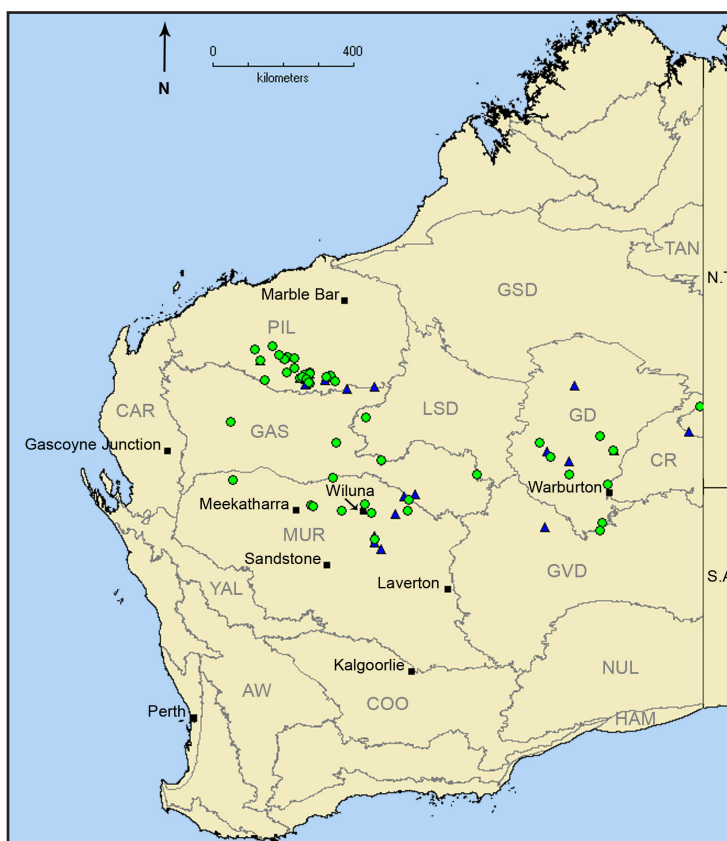 0 400
kilometers
N
TAN
N.T
GSD
Marble Bar
PIL
CAR
LSD
GD
GAS
Gascoyne Junction
CR
Warburton
Wiluna
Meekatharra
MUR
Sandstone
GVD
S.A
Laverton
YAL
Kalgoorlie
NUL
AW
COO
Perth
HAM